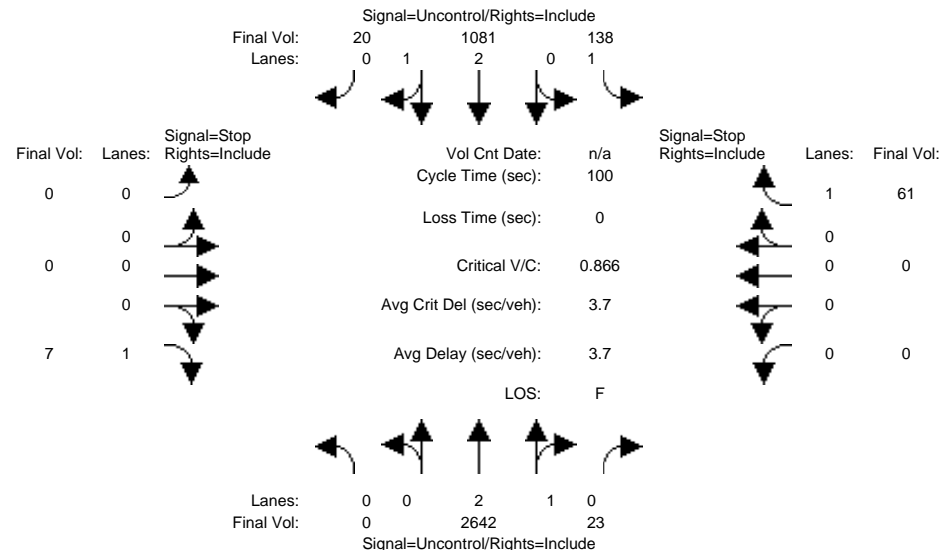 Signal=Uncontrol/Rights=Include
Final Vol: 20 1081 138
Lanes: 0 1 2 0 1
Signal=Stop Signal=Stop
Final Vol: Lanes: Rights=Include Vol Cnt Date: n/a Rights=Include Lanes: Final Vol:
Cycle Time (sec): 100
0 0 1 61
Loss Time (sec): 0
0 0
0 0 Critical V/C: 0.866 0 0
0 Avg Crit Del (sec/veh): 3.7 0
7 1 Avg Delay (sec/veh): 3.7 0 0
LOS: F
Lanes: 0 0 2 1 0
Final Vol: 0 2642 23
Signal=Uncontrol/Rights=Include